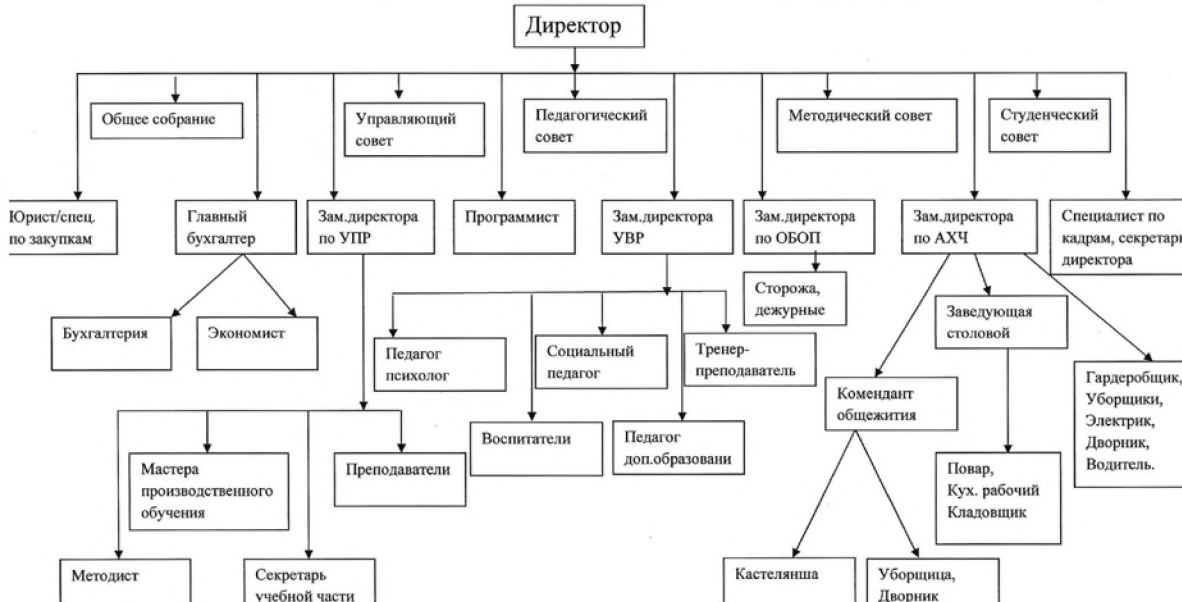 Директор
Общее собрание
Управляющий
совет
Педагогический
совет
Методический совет
Студенческий
совет
Юрист/спец.
по закупкам
Главный
бухгалтер
Зам.директора
по УПР
Программист
Зам.директора
УВР
Зам.директора
по ОБОП
Зам.директора
по АХЧ
Специалист по
кадрам, секретарь
директора
Бухгалтерия
Экономист
Педагог
психолог
Социальный
педагог
Тренер-
преподаватель
Сторожа,
дежурные
Заведующая
столовой
Комендант
общежития
Гардеробщик,
Уборщики,
Электрик,
Дворник,
Водитель.
Воспитатели
Педагог
доп.образовани
Мастера
производственного
обучения
Преподаватели
Повар,
Кух. рабочий
Кладовщик
Методист
Секретарь
учебной части
Кастелянша
Уборщица,
Дворник